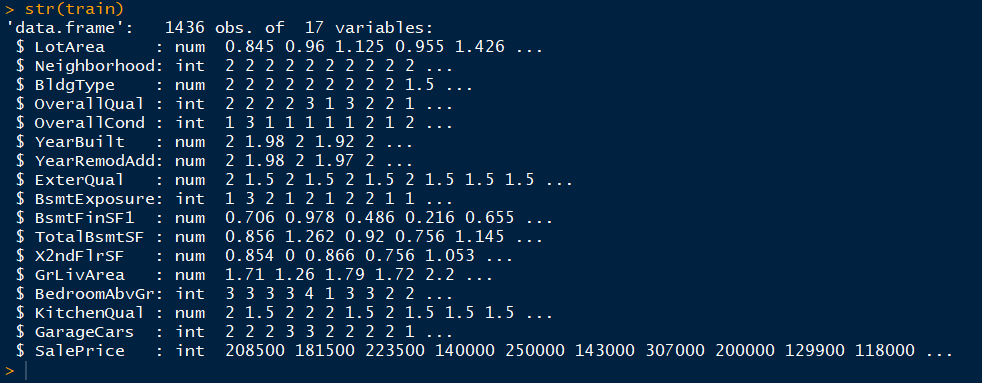 > str(train)
'data.frame':   1436 obs. of  17 variables:
 $ LotArea     : num  0.845 0.96 1.125 0.955 1.426 ...
 $ Neighborhood: int  2 2 2 2 2 2 2 2 2 2 ...
 $ BldgType    : num  2 2 2 2 2 2 2 2 2 1.5 ...
 $ OverallQual : int  2 2 2 2 3 1 3 2 2 1 ...
 $ OverallCond : int  1 3 1 1 1 1 1 2 1 2 ...
 $ YearBuilt   : num  2 1.98 2 1.92 2 ...
 $ YearRemodAdd: num  2 1.98 2 1.97 2 ...
 $ ExterQual   : num  2 1.5 2 1.5 2 1.5 2 1.5 1.5 1.5 ...
 $ BsmtExposure: int  1 3 2 1 2 1 2 2 1 1 ...
 $ BsmtFinSF1  : num  0.706 0.978 0.486 0.216 0.655 ...
 $ TotalBsmtSF : num  0.856 1.262 0.92 0.756 1.145 ...
 $ X2ndFlrSF   : num  0.854 0 0.866 0.756 1.053 ...
 $ GrLivArea   : num  1.71 1.26 1.79 1.72 2.2 ...
 $ BedroomAbvGr: int  3 3 3 3 4 1 3 3 2 2 ...
 $ KitchenQual : num  2 1.5 2 2 2 1.5 2 1.5 1.5 1.5 ...
 $ GarageCars  : int  2 2 2 3 3 2 2 2 2 1 ...
 $ SalePrice   : int  208500 181500 223500 140000 250000 143000 307000 200000 129900 118000 ...
>